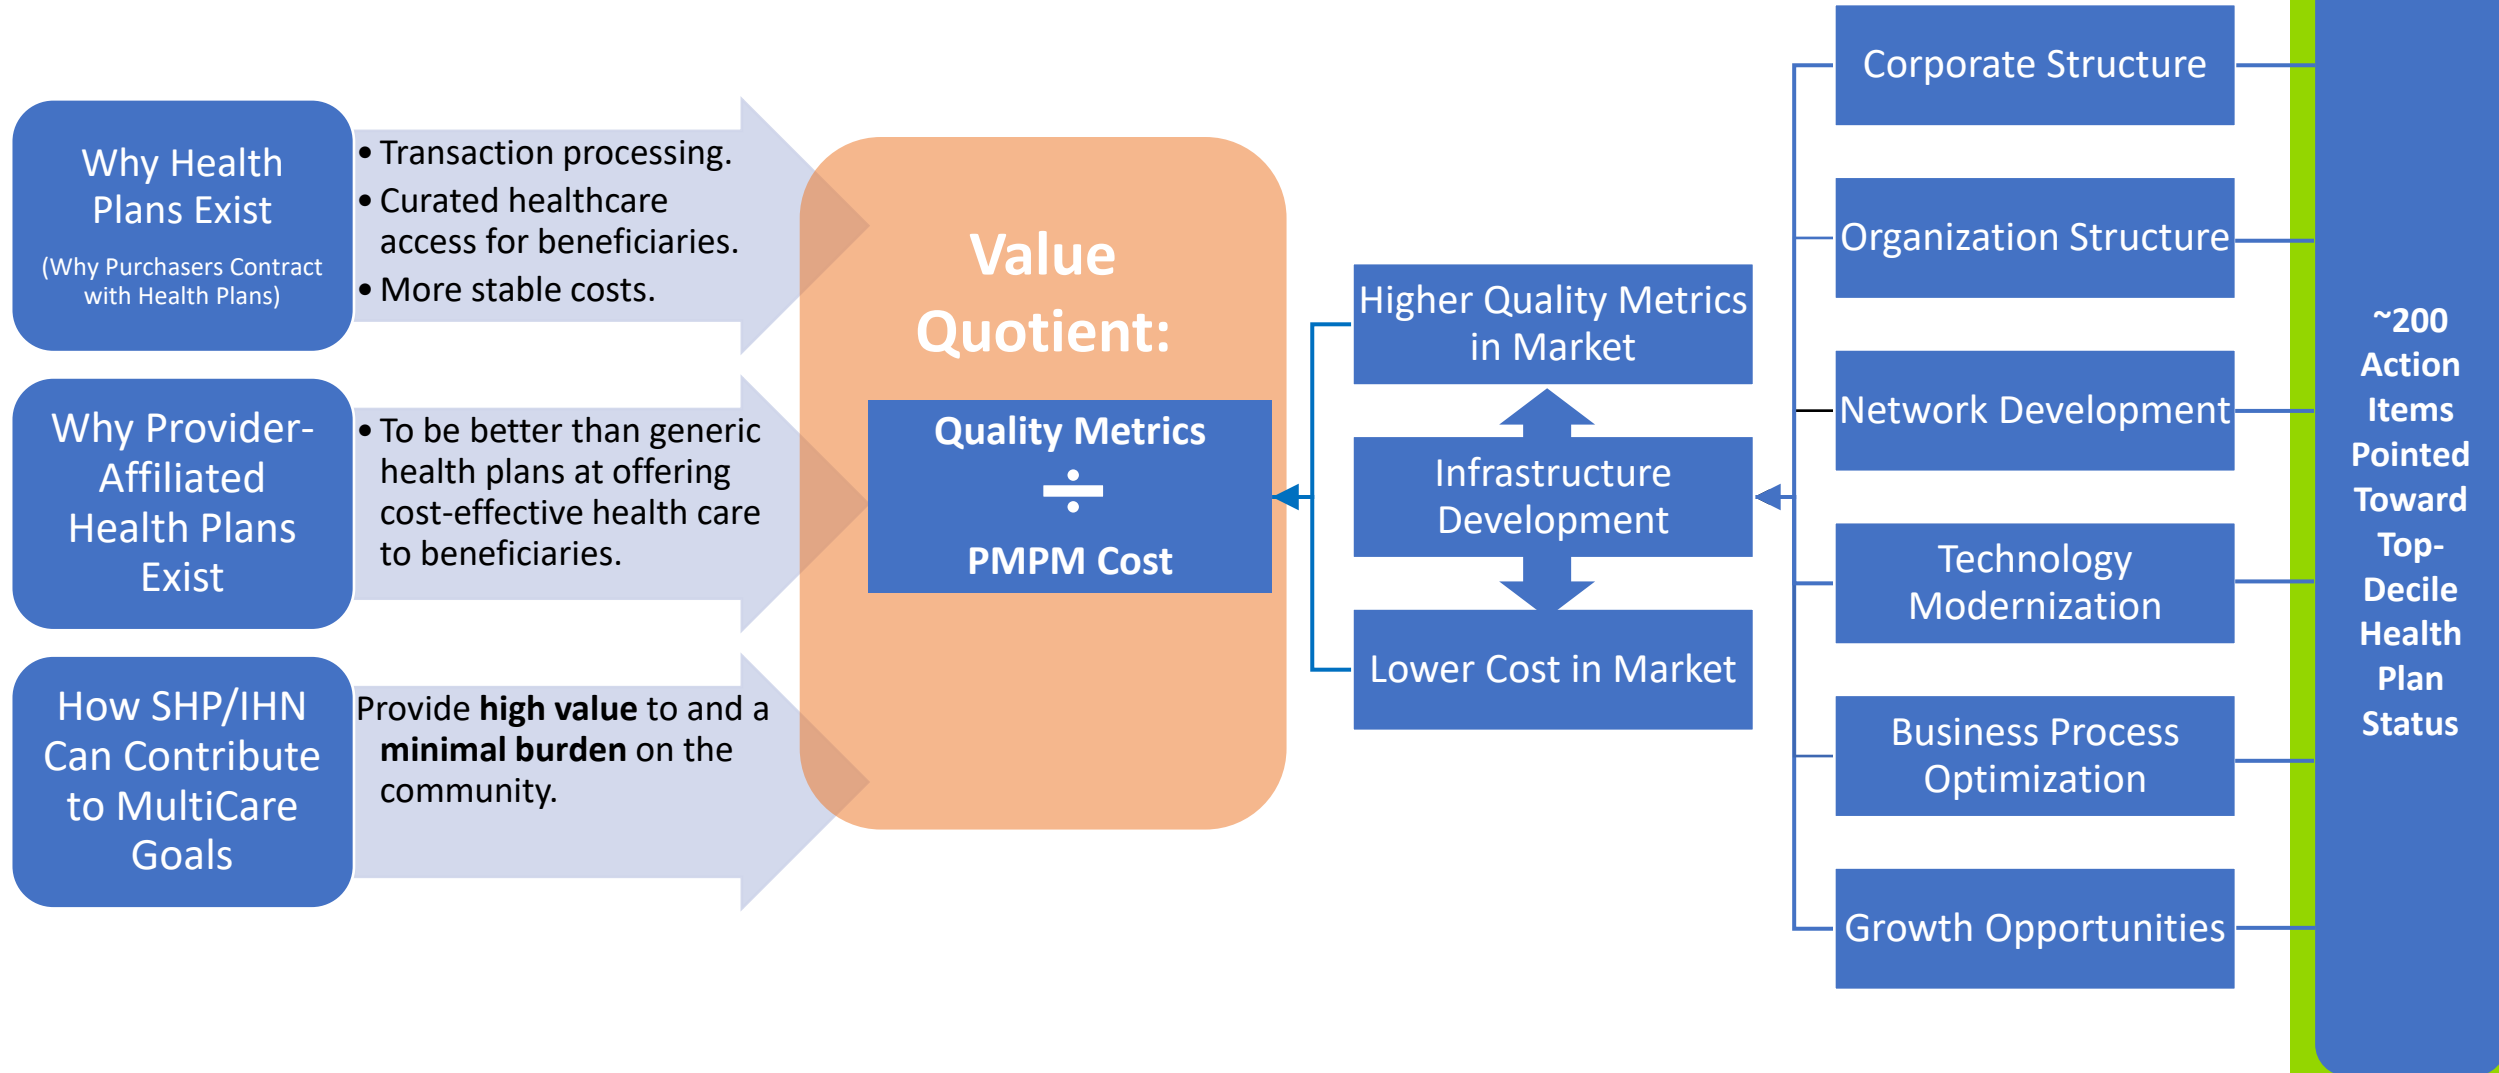 Why Health
Plans Exist
(Why Purchasers Contract
with Health Plans)
• Transaction processing.
• Curated healthcare
access for beneficiaries.
• More stable costs.
Why Provider-
Affiliated
Health Plans
Exist
• To be better than generic
health plans at offering
cost-effective health care
to beneficiaries.
How SHP/IHN
Can Contribute
to MultiCare
Goals
Provide high value to and a
minimal burden on the
community.
Value
Quotient:
Quality Metrics
÷
PMPM Cost
Higher Quality Metrics
in Market
Infrastructure
Development
Lower Cost in Market
Corporate Structure
Organization Structure
Network Development
Technology
Modernization
Business Process
Optimization
Growth Opportunities
~200
Action
Items
Pointed
Toward
Top-
Decile
Health
Plan
Status